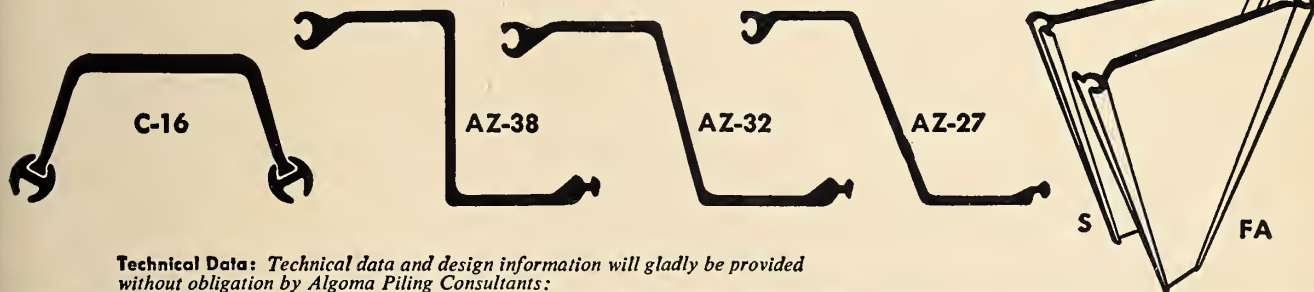 C-16
AZ-38
AZ-32
AZ-27
S
FA
Technical Data: Technical data and design information will gladly be provided
without obligation by Algoma Piling Consultants: